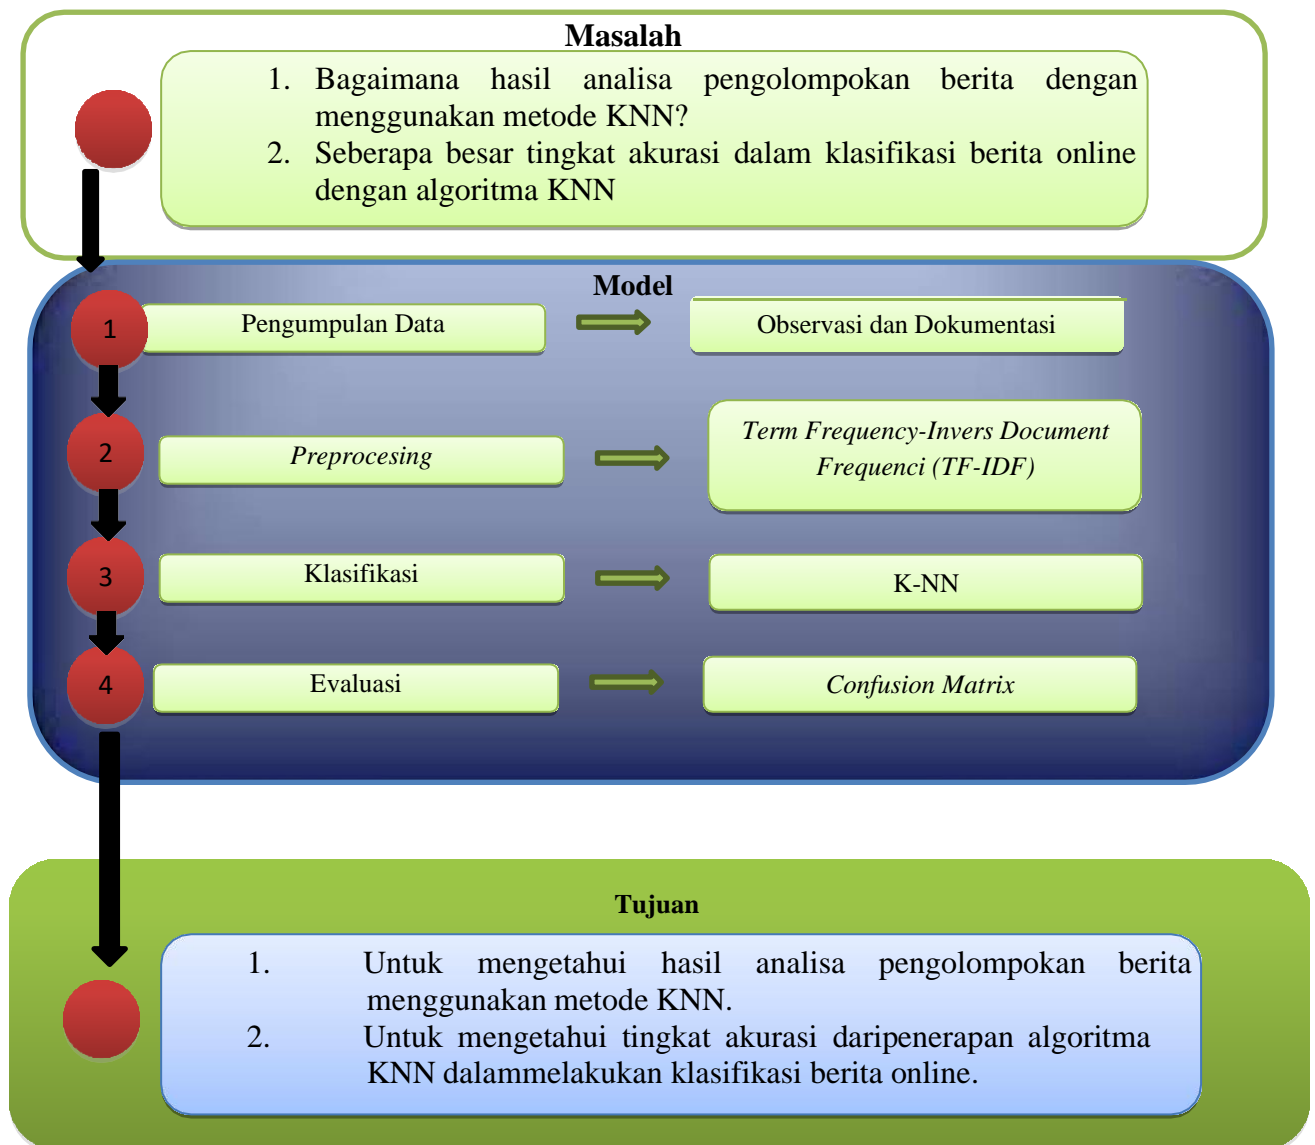 Masalah
1. Bagaimana hasil analisa pengolompokan berita dengan
menggunakan metode KNN?
2. Seberapa besar tingkat akurasi dalam klasifikasi berita online
dengan algoritma KNN
Model
1 Pengumpulan Data Observasi dan Dokumentasi
2 Preprocesing Term Frequency-Invers Document
Frequenci (TF-IDF)
3 Klasifikasi K-NN
4 Evaluasi Confusion Matrix
Tujuan
1. Untuk mengetahui hasil analisa pengolompokan berita
menggunakan metode KNN.
2. Untuk mengetahui tingkat akurasi daripenerapan algoritma
KNN dalammelakukan klasifikasi berita online.